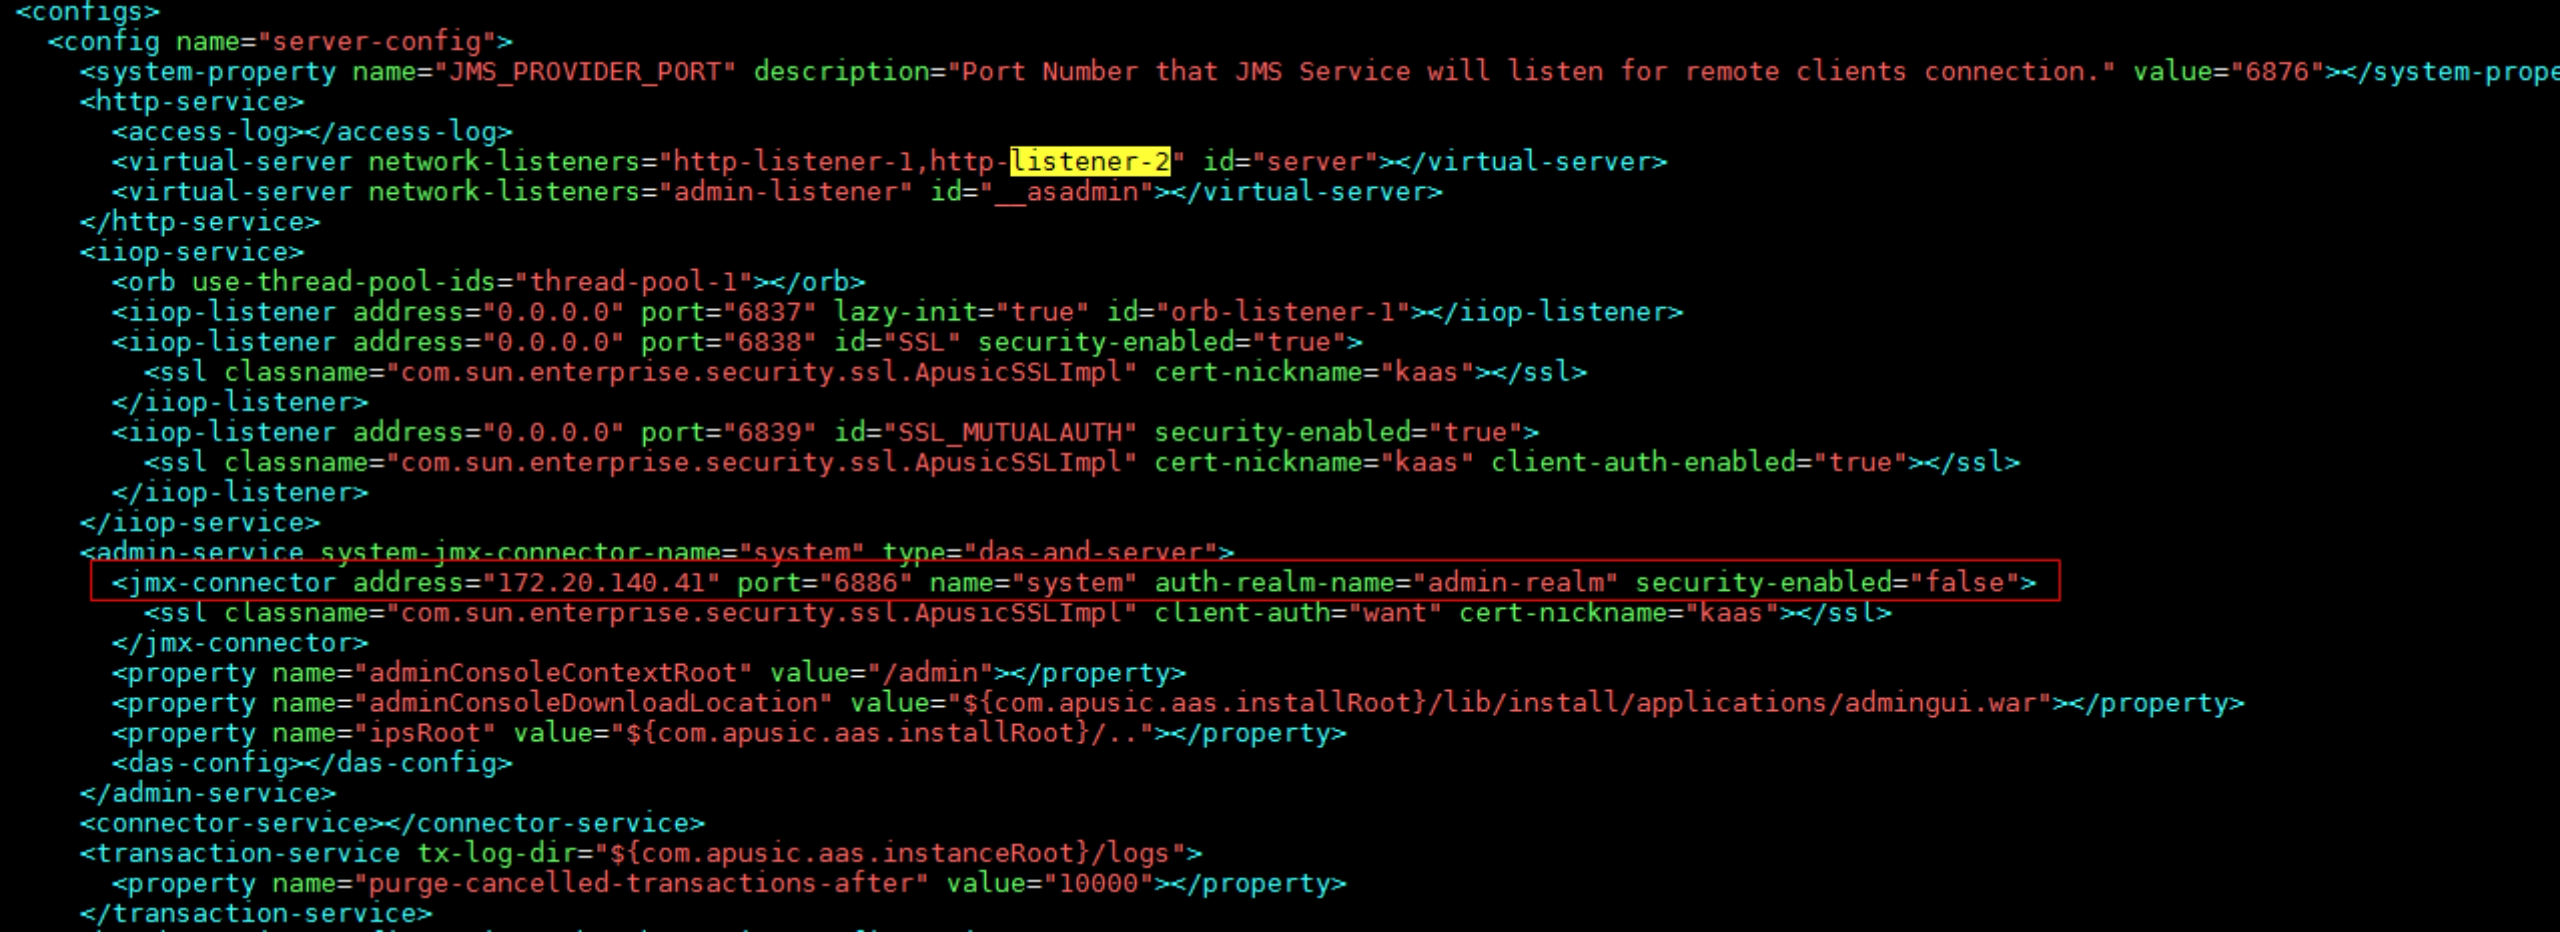 <configs>
<config name="server-config">
<system-property name="JMS_PROVIDER_PORT" description="Port Number that JMS Service will listen for remote clients connection." value="6876"></system-prope
<http-service>
<access-log></access-log>
<virtual-server network-listeners="http-listener-1,http-listener-2" id="server"></virtual-server>
<virtual-server network-listeners="admin-listener" id="__asadmin"></virtual-server>
</http-service>
<iiop-service>
<orb use-thread-pool-ids="thread-pool-1"></orb>
<iiop-listener address="0.0.0.0" port="6837" lazy-init="true" id="orb-listener-1"></iiop-listener>
<iiop-listener address="0.0.0.0" port="6838" id="SSL" security-enabled="true">
<ssl classname="com.sun.enterprise.security.ssl.ApusicSSLImpl" cert-nickname="kaas"></ssl>
</iiop-listener>
<iiop-listener address="0.0.0.0" port="6839" id="SSL_MUTUALAUTH" security-enabled="true">
<ssl classname="com.sun.enterprise.security.ssl.ApusicSSLImpl" cert-nickname="kaas" client-auth-enabled="true"></ssl>
</iiop-listener>
</iiop-service>
<admin-service system-jmx-connector-name="system" type="das-and-server">
<jmx-connector address="172.20.140.41" port="6886" name="system" auth-realm-name="admin-realm" security-enabled="false">
<ssl classname="com.sun.enterprise.security.ssl.ApusicSSLImpl" client-auth="want" cert-nickname="kaas"></ssl>
</jmx-connector>
<property name="adminConsoleContextRoot" value="/admin"></property>
<property name="adminConsoleDownloadLocation" value="${com.apusic.aas.installRoot}/lib/install/applications/admingui.war"></property>
<property name="ipsRoot" value="${com.apusic.aas.installRoot}/.."></property>
<das-config></das-config>
</admin-service>
<connector-service></connector-service>
<transaction-service tx-log-dir="${com.apusic.aas.instanceRoot}/logs">
<property name="purge-cancelled-transactions-after" value="10000"></property>
</transaction-service>